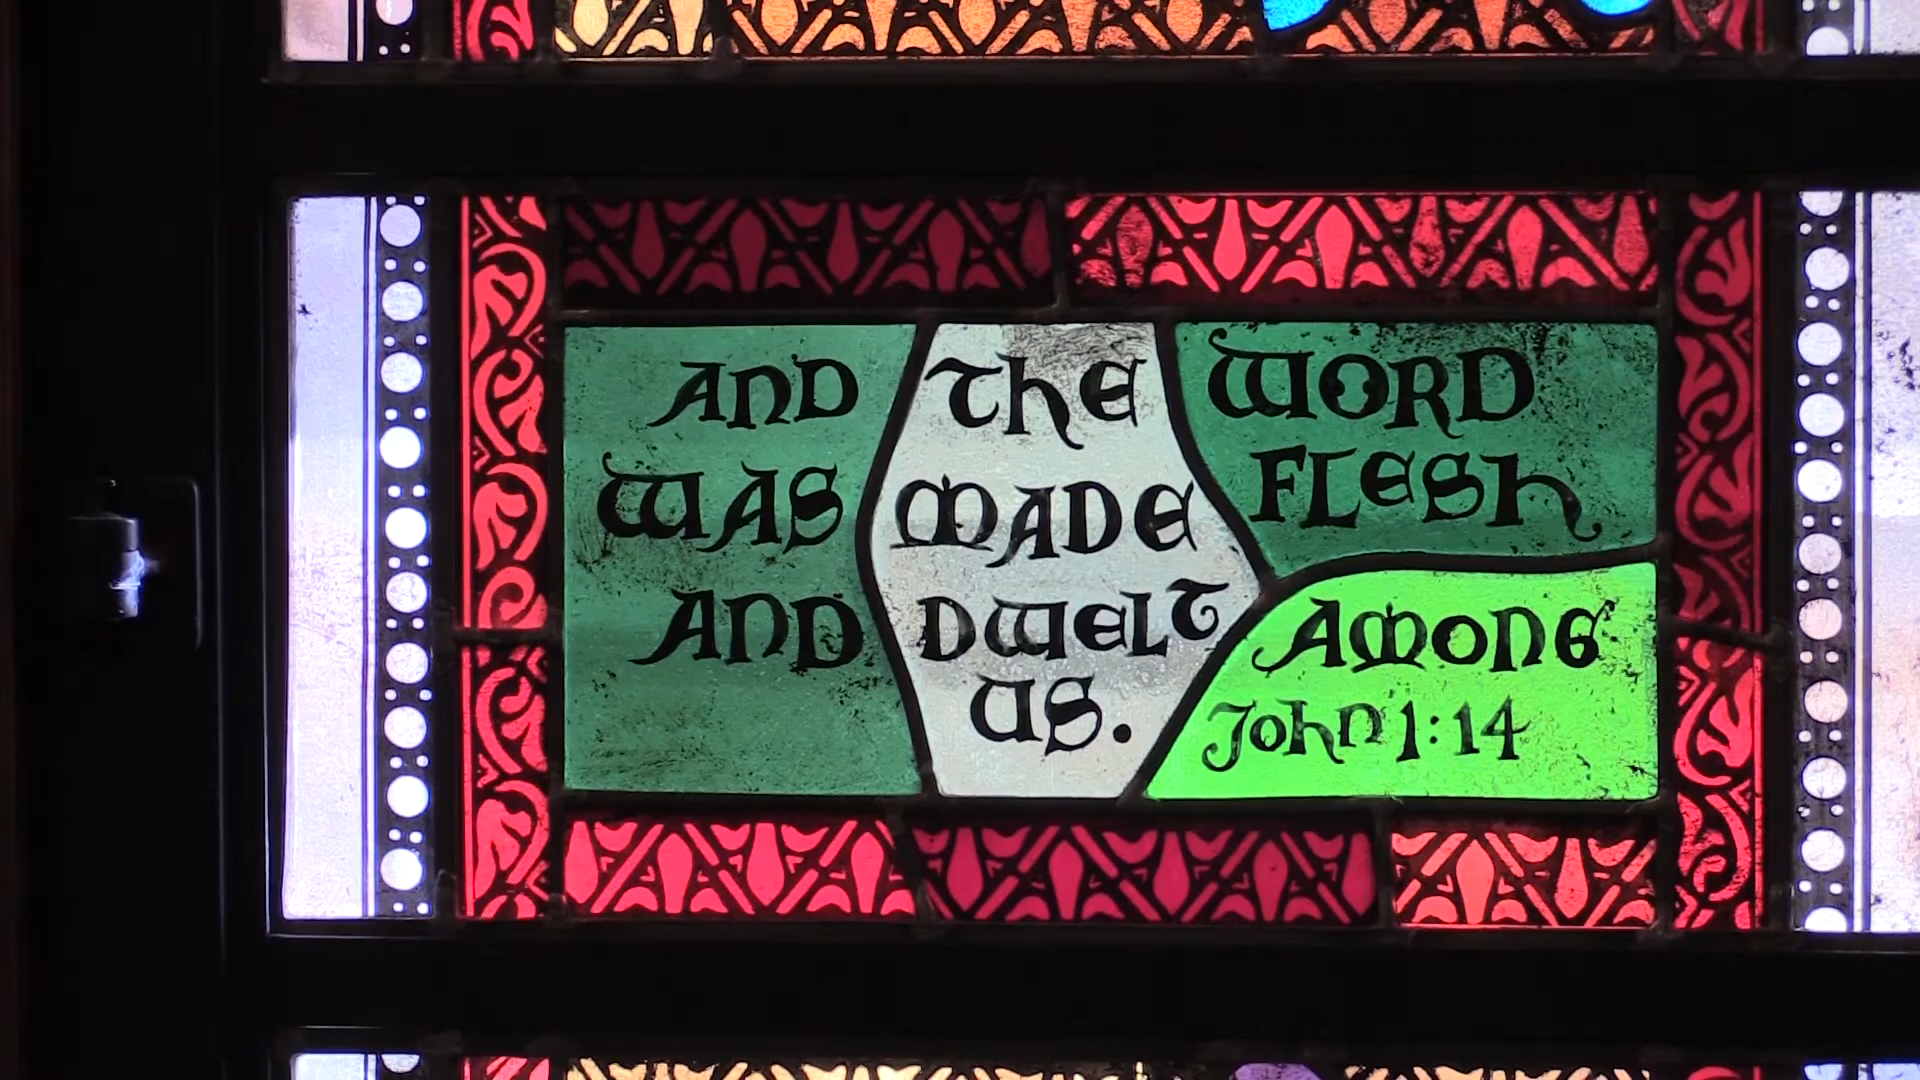 AND The WORD
WAS MADE FLESh
AND DWELT AMONG
US. John 1:14